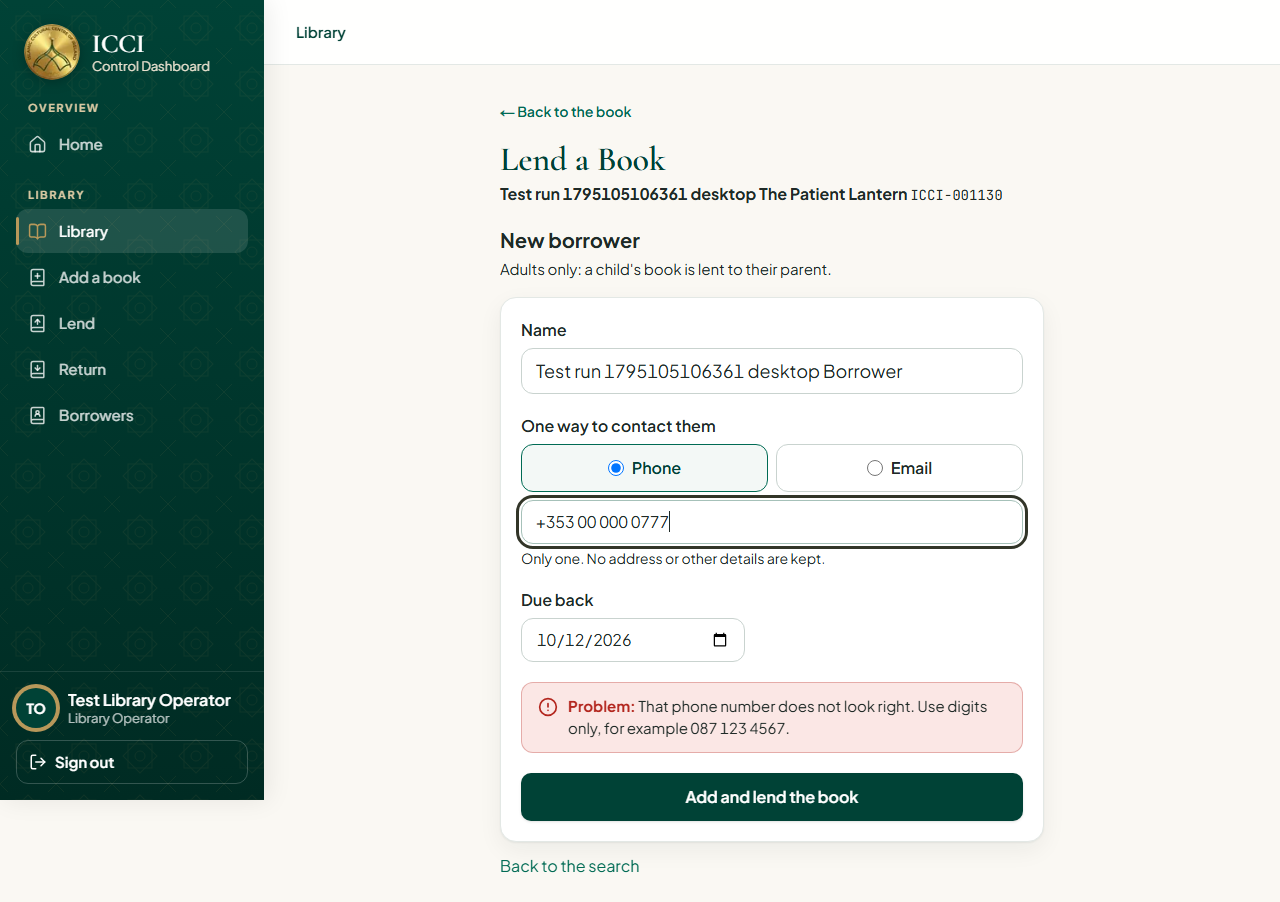 ICCI
Control Dashboard
OVERVIEW
Home
LIBRARY
Library
Add a book
Lend
Return
Borrowers
TO
Test Library Operator
Library Operator
Sign out
Library
← Back to the book
Lend a Book
Test run 1795105106361 desktop The Patient Lantern ICCI-001130
New borrower
Adults only: a child's book is lent to their parent.
Name
Test run 1795105106361 desktop Borrower
One way to contact them
Phone
Email
+353 00 000 0777
Only one. No address or other details are kept.
Due back
10/12/2026
Problem: That phone number does not look right. Use digits
only, for example 087 123 4567.
Add and lend the book
Back to the search